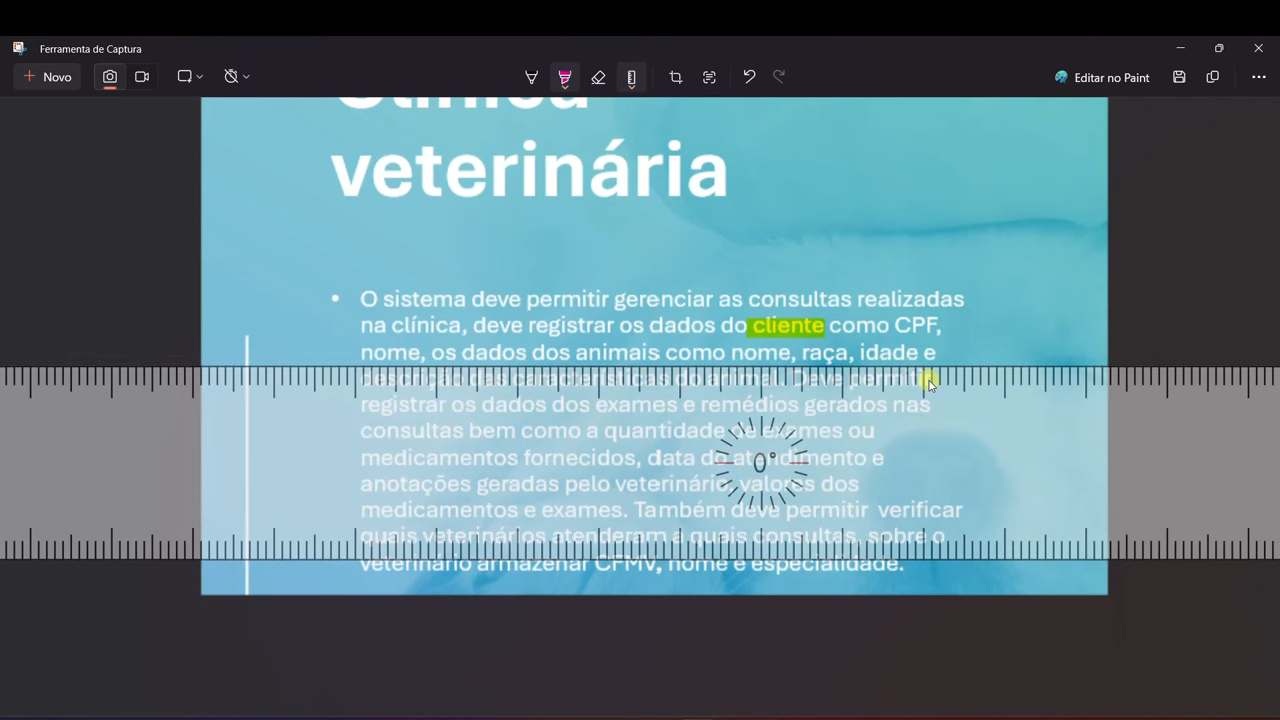 Ferramenta de Captura
Novo
Editar no Paint
Clínica
veterinária
• O sistema deve permitir gerenciar as consultas realizadas
na clínica, deve registrar os dados do cliente como CPF,
nome, os dados dos animais como nome, raça, idade e
descrição das características do animal. Deve permitir
registrar os dados dos exames e remédios gerados nas
consultas bem como a quantidade de exames ou
medicamentos fornecidos, data do atendimento e
anotações geradas pelo veterinário, valores dos
medicamentos e exames. Também deve permitir verificar
quais veterinários atenderam a quais consultas, sobre o
veterinário armazenar CFMV, nome e especialidade.
0°